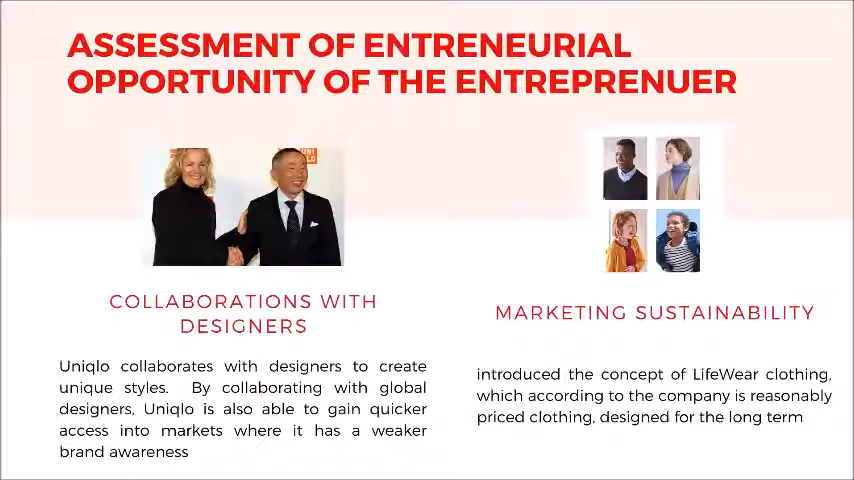 ASSESSMENT OF ENTRENEURIAL
OPPORTUNITY OF THE ENTREPRENUER
UNI
QLO
COLLABORATIONS WITH
DESIGNERS
Uniqlo collaborates with designers to create
unique styles. By collaborating with global
designers, Uniqlo is also able to gain quicker
access into markets where it has a weaker
brand awareness
MARKETING SUSTAINABILITY
introduced the concept of LifeWear clothing,
which according to the company is reasonably
priced clothing, designed for the long term